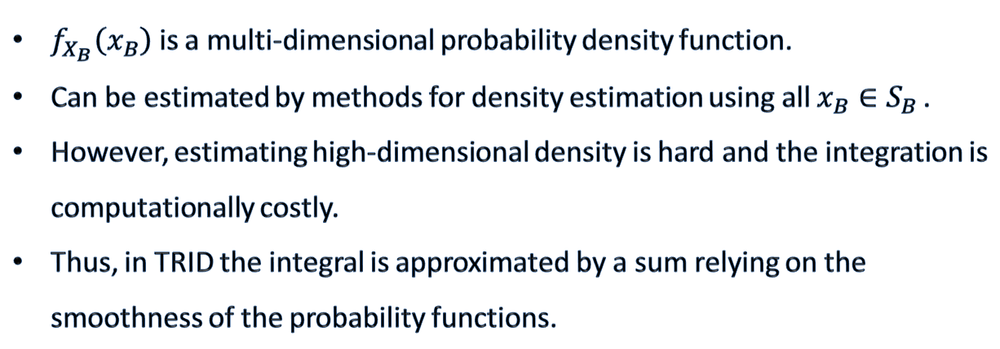 • f_{X_B}(x_B) is a multi-dimensional probability density function.
• Can be estimated by methods for density estimation using all x_B ∈ S_B .
• However, estimating high-dimensional density is hard and the integration is
computationally costly.
• Thus, in TRID the integral is approximated by a sum relying on the
smoothness of the probability functions.